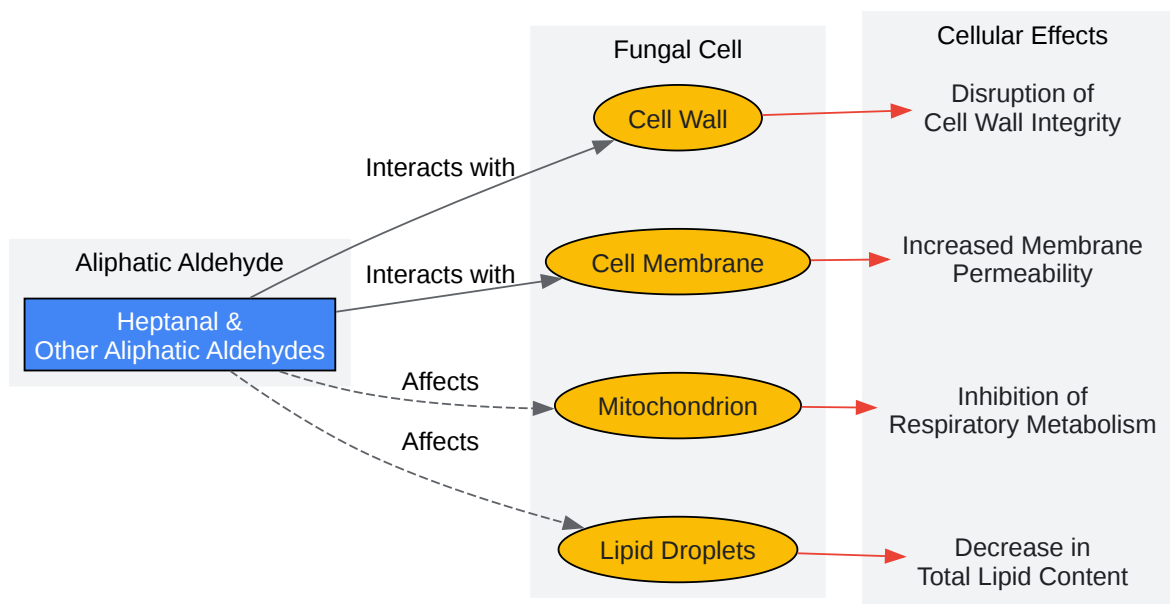 Fungal Cell
Cellular Effects
Cell Wall
Disruption of
Cell Wall Integrity
Interacts with
Aliphatic Aldehyde
Interacts with
Cell Membrane
Increased Membrane
Permeability
Heptanal &
Other Aliphatic Aldehydes
Affects
Mitochondrion
Inhibition of
Respiratory Metabolism
Affects
Lipid Droplets
Decrease in
Total Lipid Content